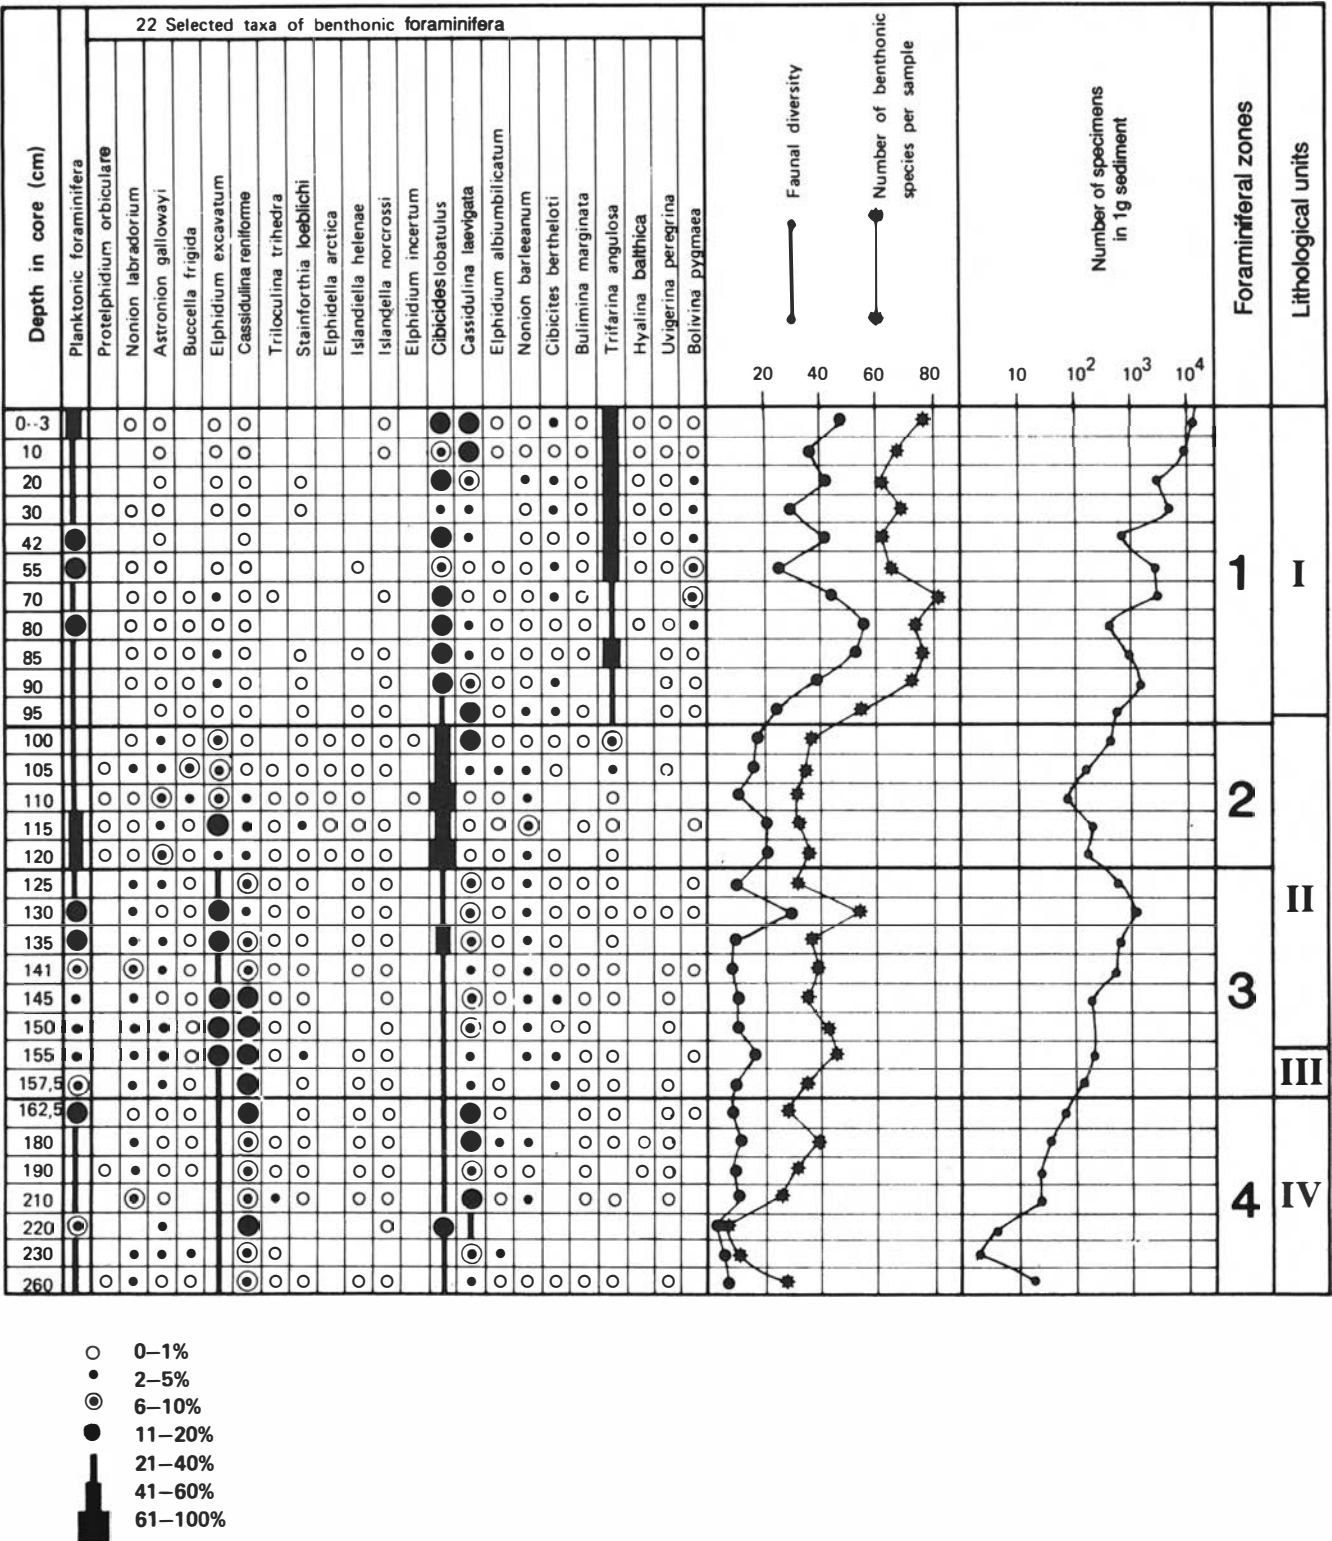 22 Selected taxa of benthonic foraminifera
Depth in core (cm)
Planktonic foraminifera
Protelphidium orbiculare
Nonion labradorium
Astronion gallowayi
Buccella frigida
Elphidium excavatum
Cassidulina reniforme
Triloculina trihedra
Stainforthia loeblichi
Elphidella arctica
Islandiella helenae
Islandella norcrossi
Elphidium incertum
Cibicides lobatulus
Cassidulina laevigata
Elphidium albiumbilicatum
Nonion barleeanum
Cibicites bertheloti
Bulimina marginata
Trifarina angulosa
Hyalina balthica
Uvigerina peregrina
Bolivina pygmaea
Faunal diversity
Number of benthonic
species per sample
Number of specimens
in 1g sediment
Foraminiferal zones
Lithological units
20 40 60 80
10 10² 10³ 10⁴
0--3
10
20
30
42
55
70
80
85
90
95
100
105
110
115
120
125
130
135
141
145
150
155
157,5
162,5
180
190
210
220
230
260
1
2
3
4
I
II
III
IV
0—1%
2—5%
6—10%
11—20%
21—40%
41—60%
61—100%